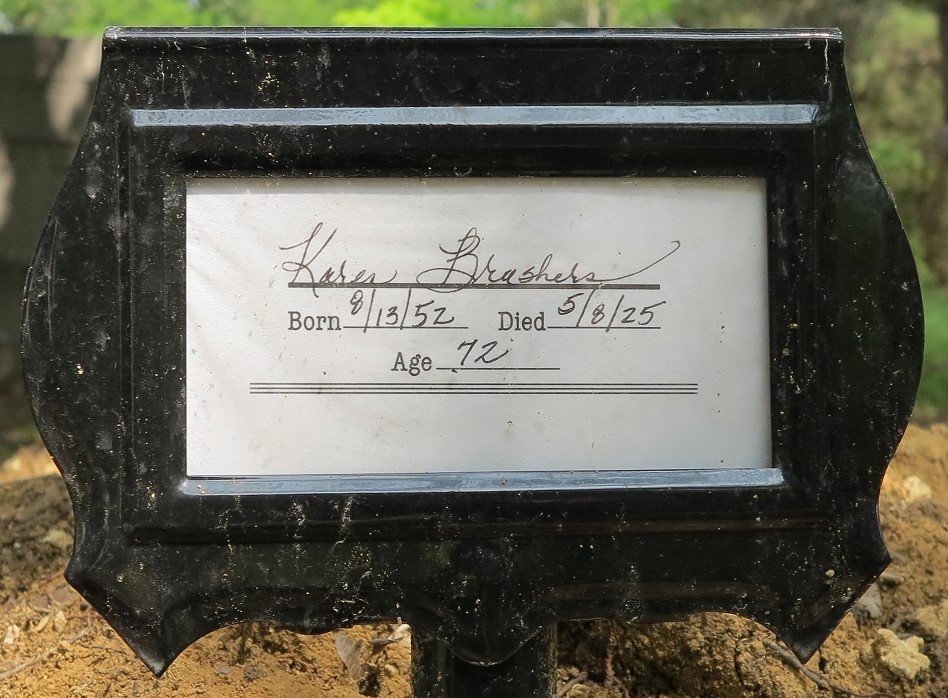 Karen Brashers
Born 8/13/52 Died 5/8/25
Age 72